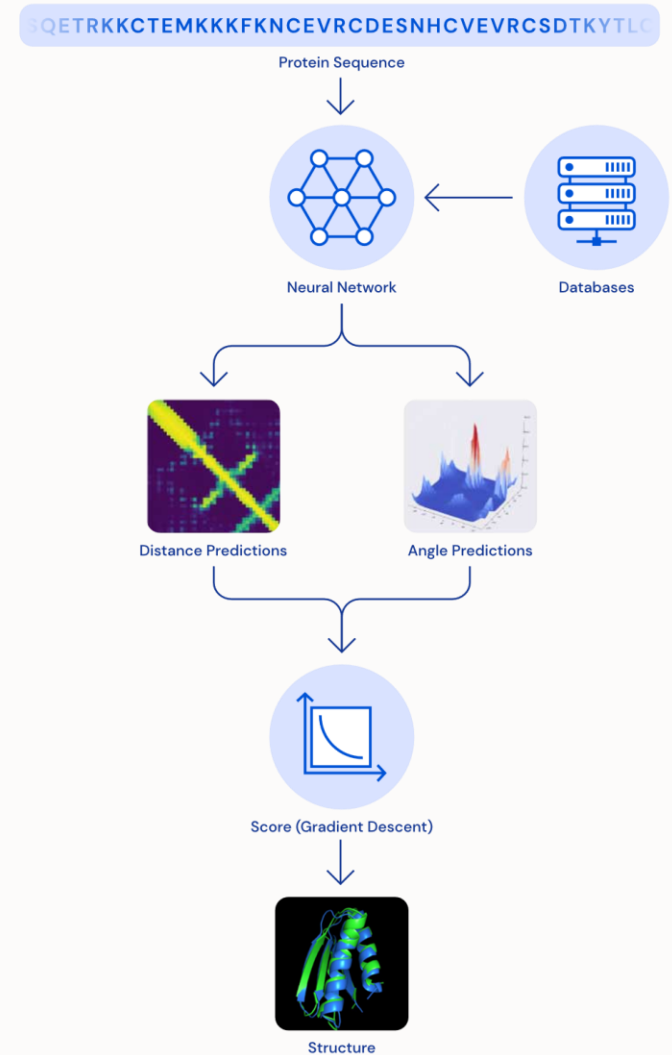 SQETRKKCTEMKKKFKNCEVRCDESNHCVEVRCSDTKYTLC
Protein Sequence
Neural Network
Databases
Distance Predictions
Angle Predictions
Score (Gradient Descent)
Structure